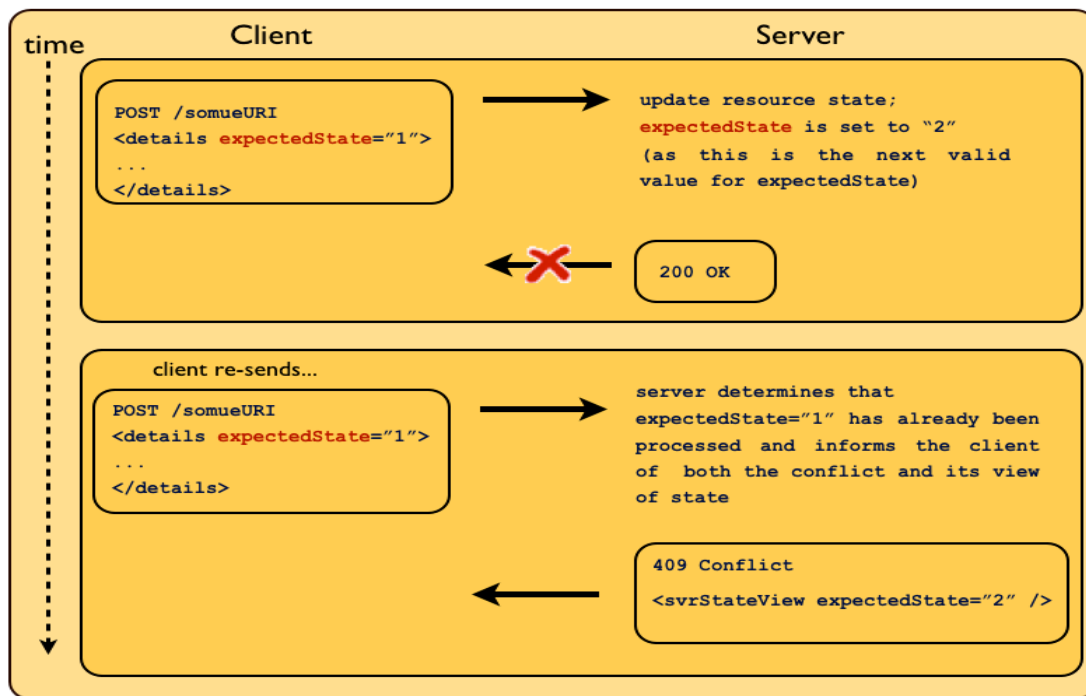 time
Client
Server
POST /somueURI
<details expectedState=”1”>
...
</details>
update resource state;
expectedState is set to “2”
(as this is the next valid
value for expectedState)
200 OK
client re-sends...
POST /somueURI
<details expectedState=”1”>
...
</details>
server determines that
expectedState=”1” has already been
processed and informs the client
of both the conflict and its view
of state
409 Conflict
<svrStateView expectedState=”2” />